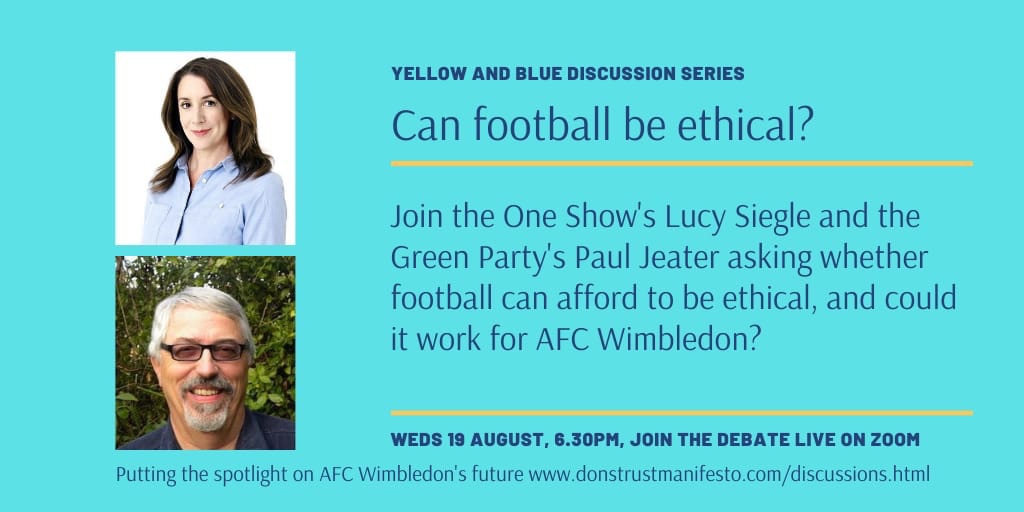 YELLOW AND BLUE DISCUSSION SERIES
Can football be ethical?
Join the One Show's Lucy Siegle and the
Green Party's Paul Jeater asking whether
football can afford to be ethical, and could
it work for AFC Wimbledon?
WEDS 19 AUGUST, 6.30PM, JOIN THE DEBATE LIVE ON ZOOM
Putting the spotlight on AFC Wimbledon's future www.donstrustmanifesto.com/discussions.html